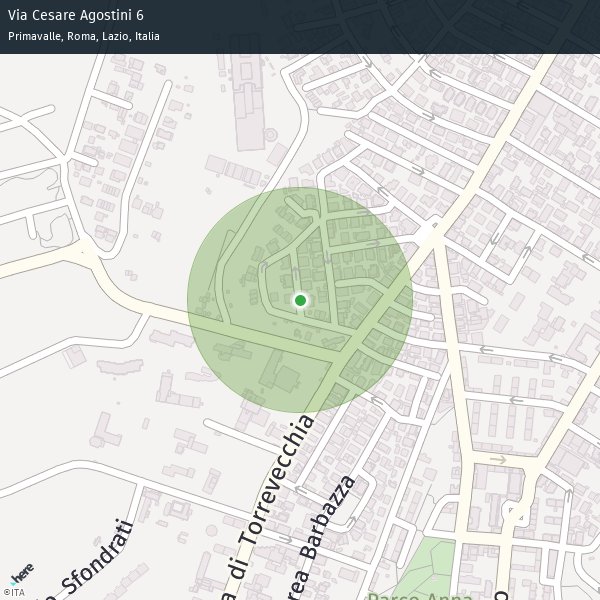 Via Cesare Agostini 6
Primavalle, Roma, Lazio, Italia
a di Torrevecchia
rea Barbazza
o Sfondrati
Parco Anna
o
here
©ITA